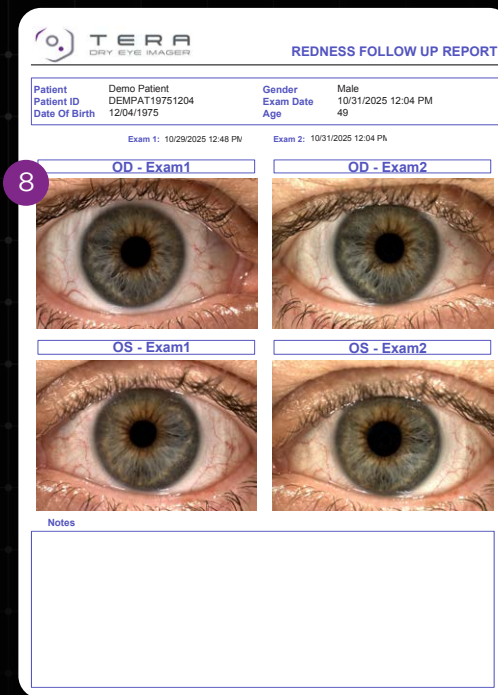 TERA
DRY EYE IMAGER
REDNESS FOLLOW UP REPORT
Patient Demo Patient Gender Male
Patient ID DEMPAT19751204 Exam Date 10/31/2025 12:04 PM
Date Of Birth 12/04/1975 Age 49
Exam 1: 10/29/2025 12:48 PM Exam 2: 10/31/2025 12:04 PM
8
OD - Exam1 OD - Exam2
OS - Exam1 OS - Exam2
Notes